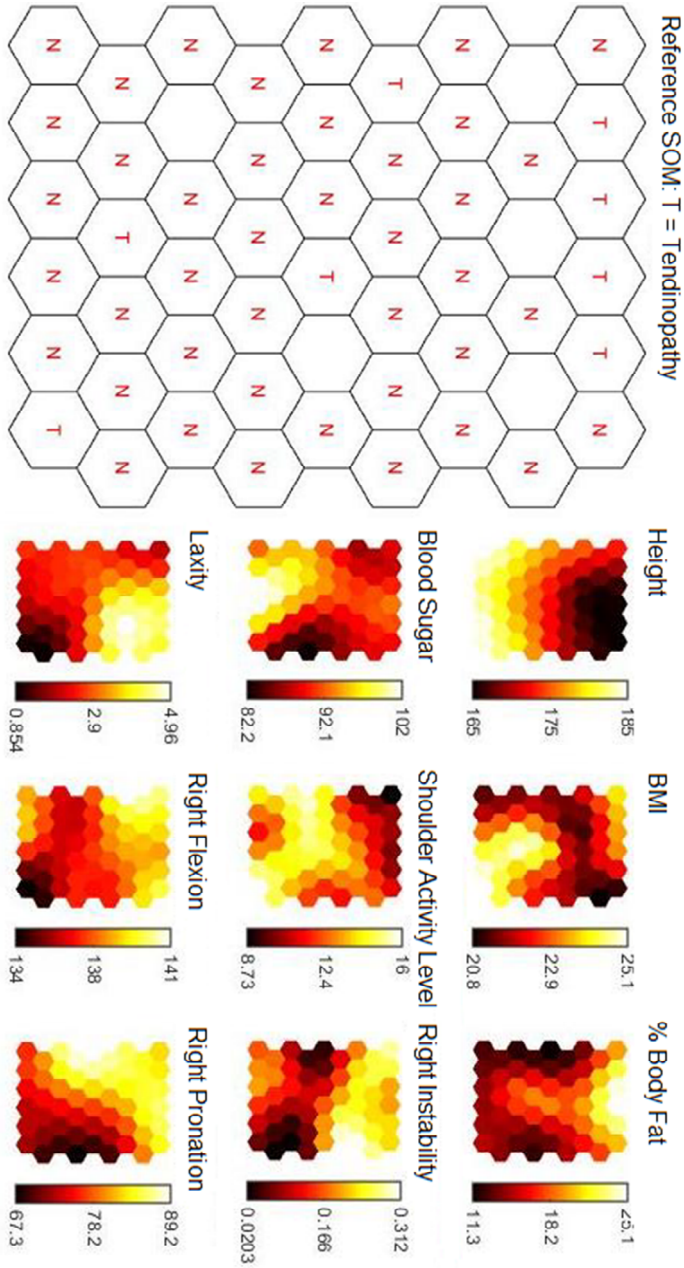 Reference SOM: T = Tendinopathy
N T T T T N
N N N
N N N N N N
T N N N N N
N N N T N
N N N N N N
N N N N N
N N T N N N
N N N N N T
Height
185
175
165
BMI
25.1
22.9
20.8
% Body Fat
25.1
18.2
11.3
Blood Sugar
102
92.1
82.2
Shoulder Activity Level
16
12.4
8.73
Right Instability
0.312
0.166
0.0203
Laxity
4.96
2.9
0.854
Right Flexion
141
138
134
Right Pronation
89.2
78.2
67.3